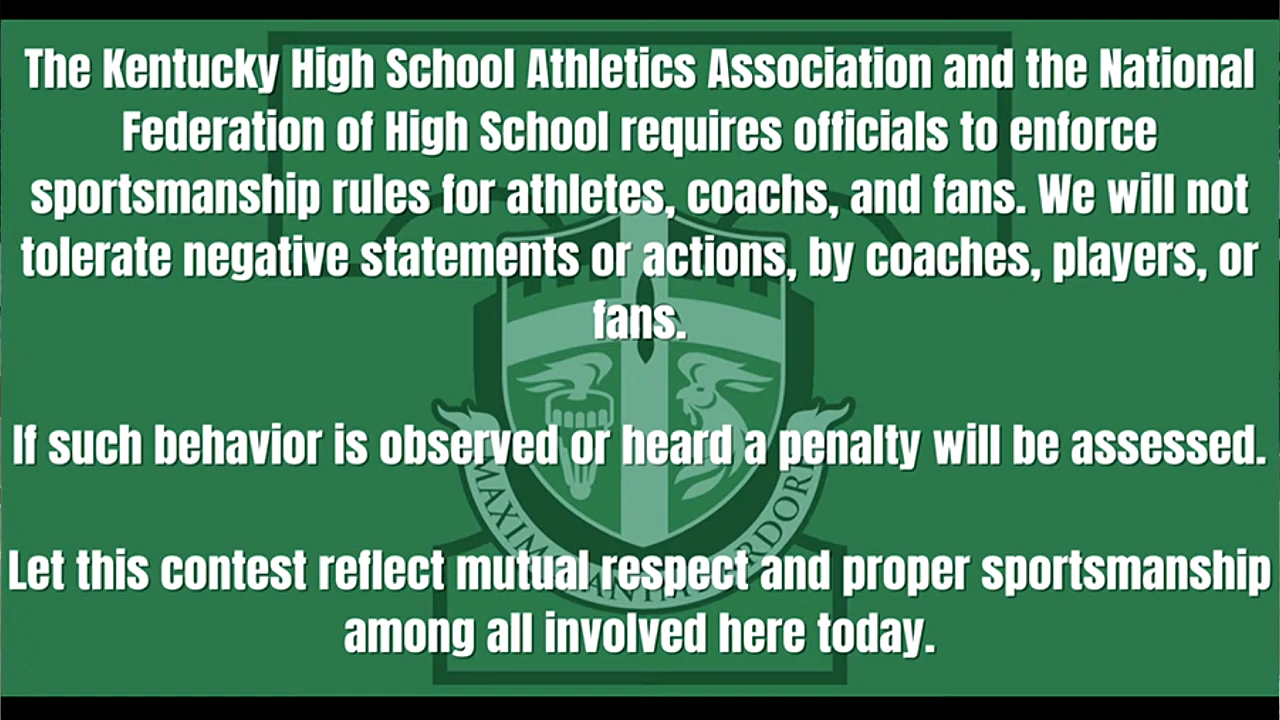 The Kentucky High School Athletics Association and the National
Federation of High School requires officials to enforce
sportsmanship rules for athletes, coachs, and fans. We will not
tolerate negative statements or actions, by coaches, players, or
fans.
If such behavior is observed or heard a penalty will be assessed.
Let this contest reflect mutual respect and proper sportsmanship
among all involved here today.